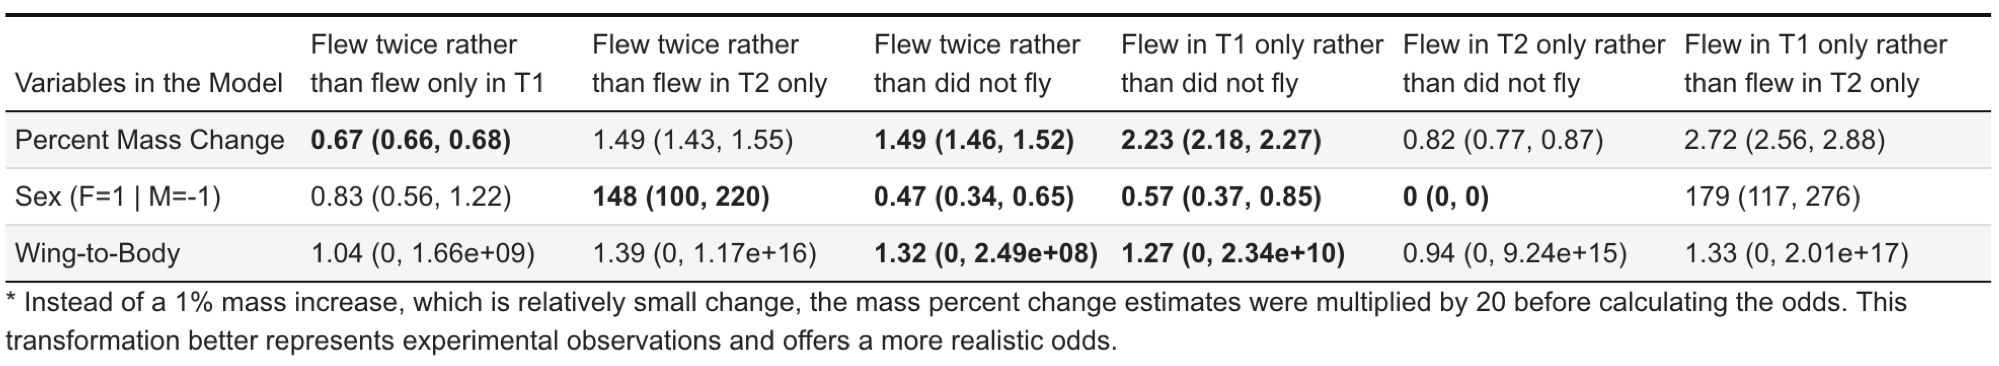 Variables in the Model Flew twice rather than flew only in T1 Flew twice rather than flew in T2 only Flew twice rather than did not fly Flew in T1 only rather than did not fly Flew in T2 only rather than did not fly Flew in T1 only rather than flew in T2 only
Percent Mass Change 0.67 (0.66, 0.68) 1.49 (1.43, 1.55) 1.49 (1.46, 1.52) 2.23 (2.18, 2.27) 0.82 (0.77, 0.87) 2.72 (2.56, 2.88)
Sex (F=1 | M=-1) 0.83 (0.56, 1.22) 148 (100, 220) 0.47 (0.34, 0.65) 0.57 (0.37, 0.85) 0 (0, 0) 179 (117, 276)
Wing-to-Body 1.04 (0, 1.66e+09) 1.39 (0, 1.17e+16) 1.32 (0, 2.49e+08) 1.27 (0, 2.34e+10) 0.94 (0, 9.24e+15) 1.33 (0, 2.01e+17)
* Instead of a 1% mass increase, which is relatively small change, the mass percent change estimates were multiplied by 20 before calculating the odds. This
transformation better represents experimental observations and offers a more realistic odds.